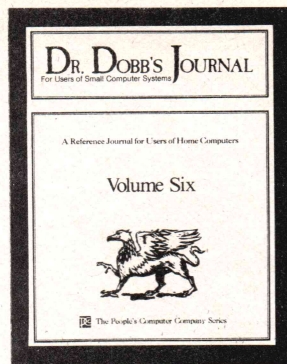 DR. DOBB'S JOURNAL
For Users of Small Computer Systems
A Reference Journal for Users of Home Computers
Volume Six
The People's Computer Company Series